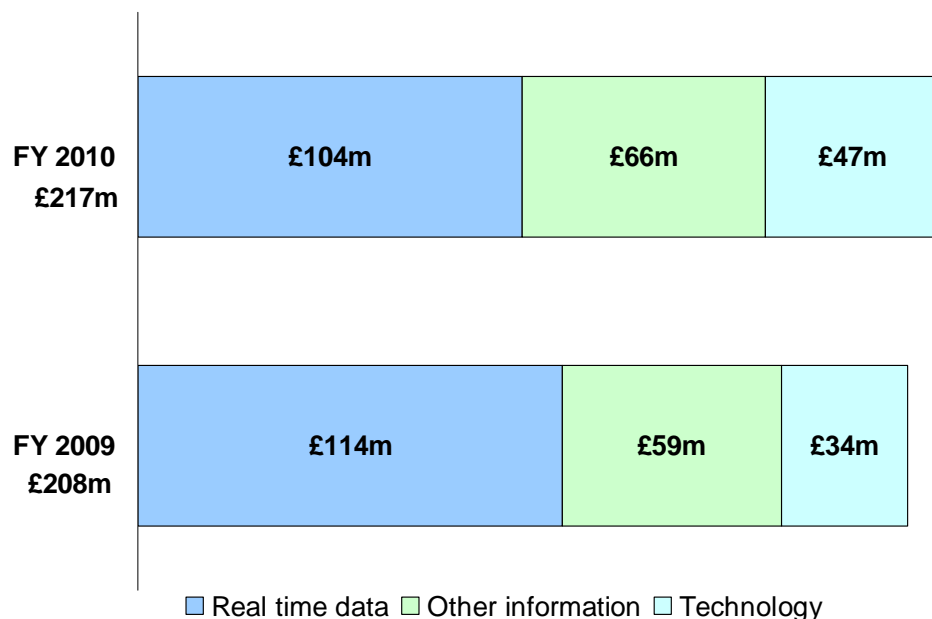 FY 2010
£217m
£104m
£66m
£47m
FY 2009
£208m
£114m
£59m
£34m
Real time data Other information Technology